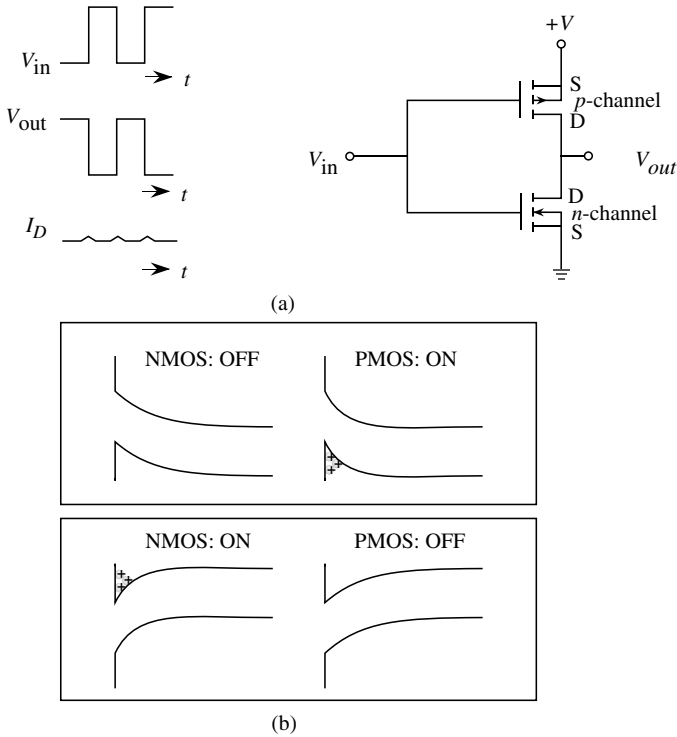 V_in
t
V_out
t
I_D
t
+V
S
p-channel
D
V_in
V_out
D
n-channel
S
(a)
NMOS: OFF PMOS: ON
+ + +
NMOS: ON PMOS: OFF
+ + +
(b)